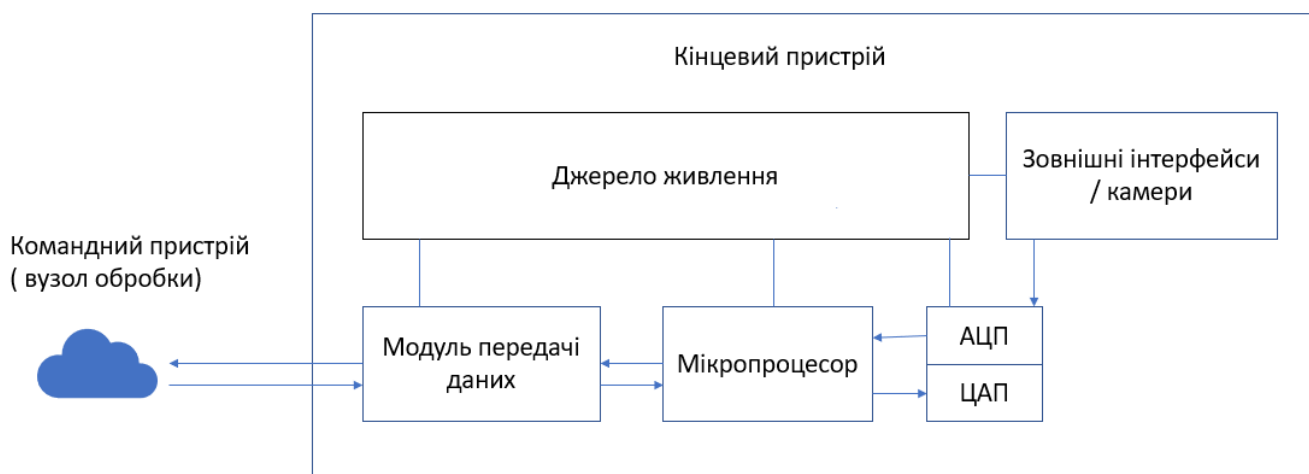 Кінцевий пристрій
Джерело живлення
Зовнішні інтерфейси
/ камери
Командний пристрій
( вузол обробки)
Модуль передачі
даних
Мікропроцесор
АЦП
ЦАП